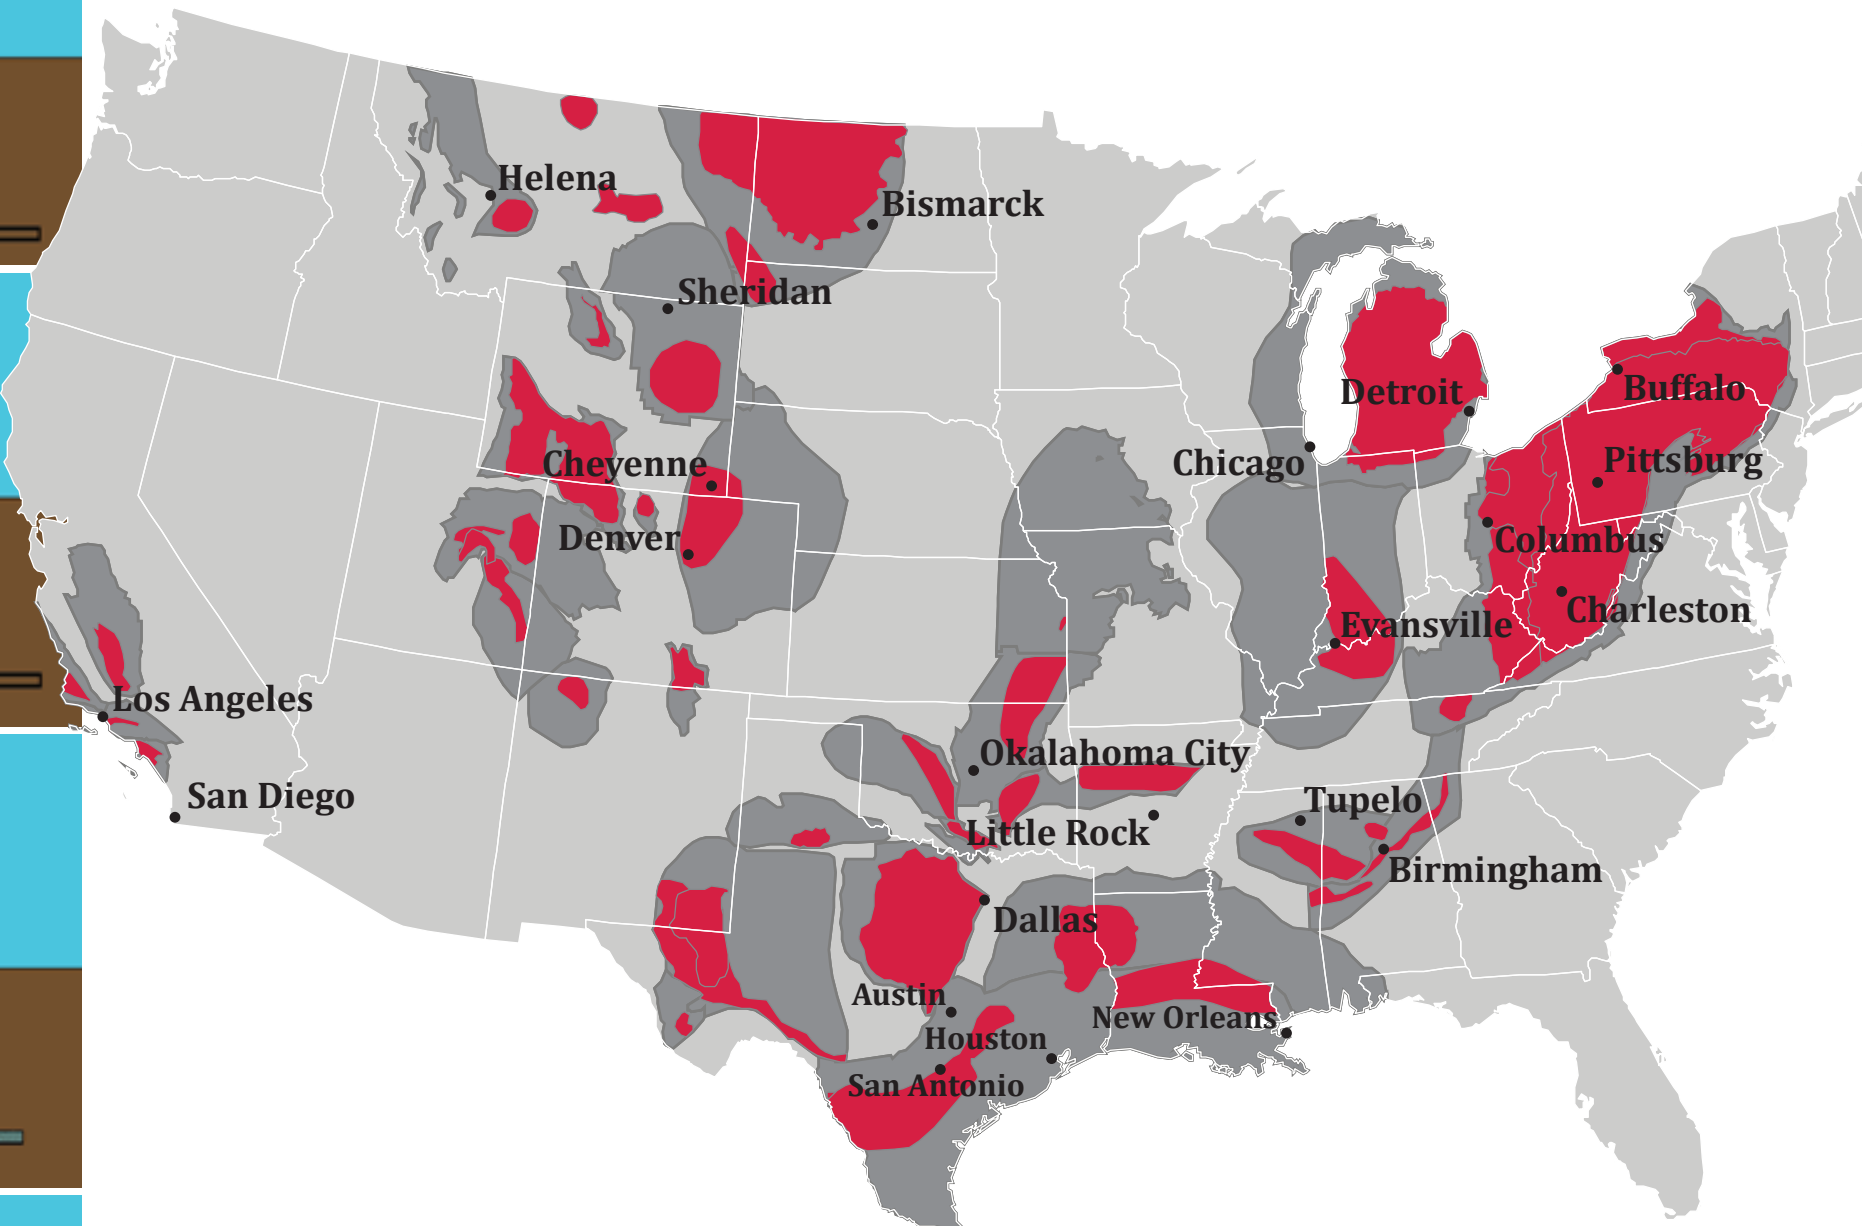 Helena
Bismarck
Sheridan
Detroit
Buffalo
Cheyenne
Chicago
Pittsburg
Denver
Columbus
Charleston
Evansville
Los Angeles
Okalahoma City
San Diego
Tupelo
Little Rock
Birmingham
Dallas
Austin
New Orleans
Houston
San Antonio